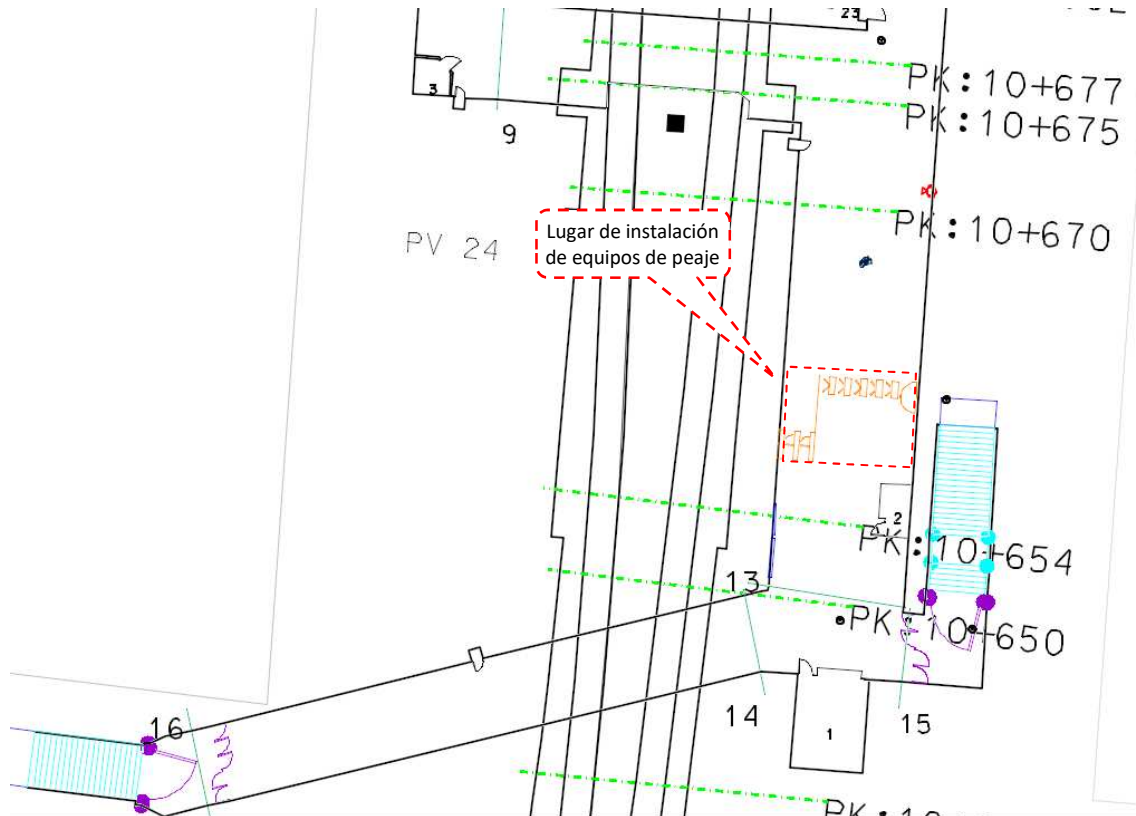 23
PK:10+677
3
PK:10+675
9
PK:10+670
PV 24
Lugar de instalación
de equipos de peaje
2
PK:10+654
13
PK:10+650
14
15
16
1